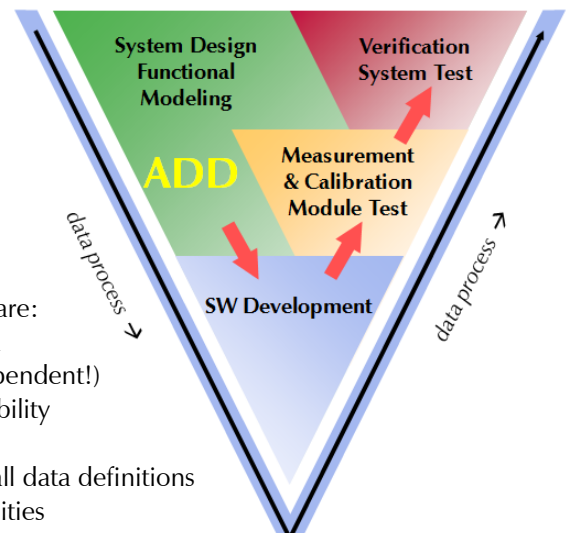 System Design
Functional
Modeling
Verification
System Test
ADD
Measurement
& Calibration
Module Test
SW Development
data process
data process
are:
pendent!)
bility
all data definitions
ities